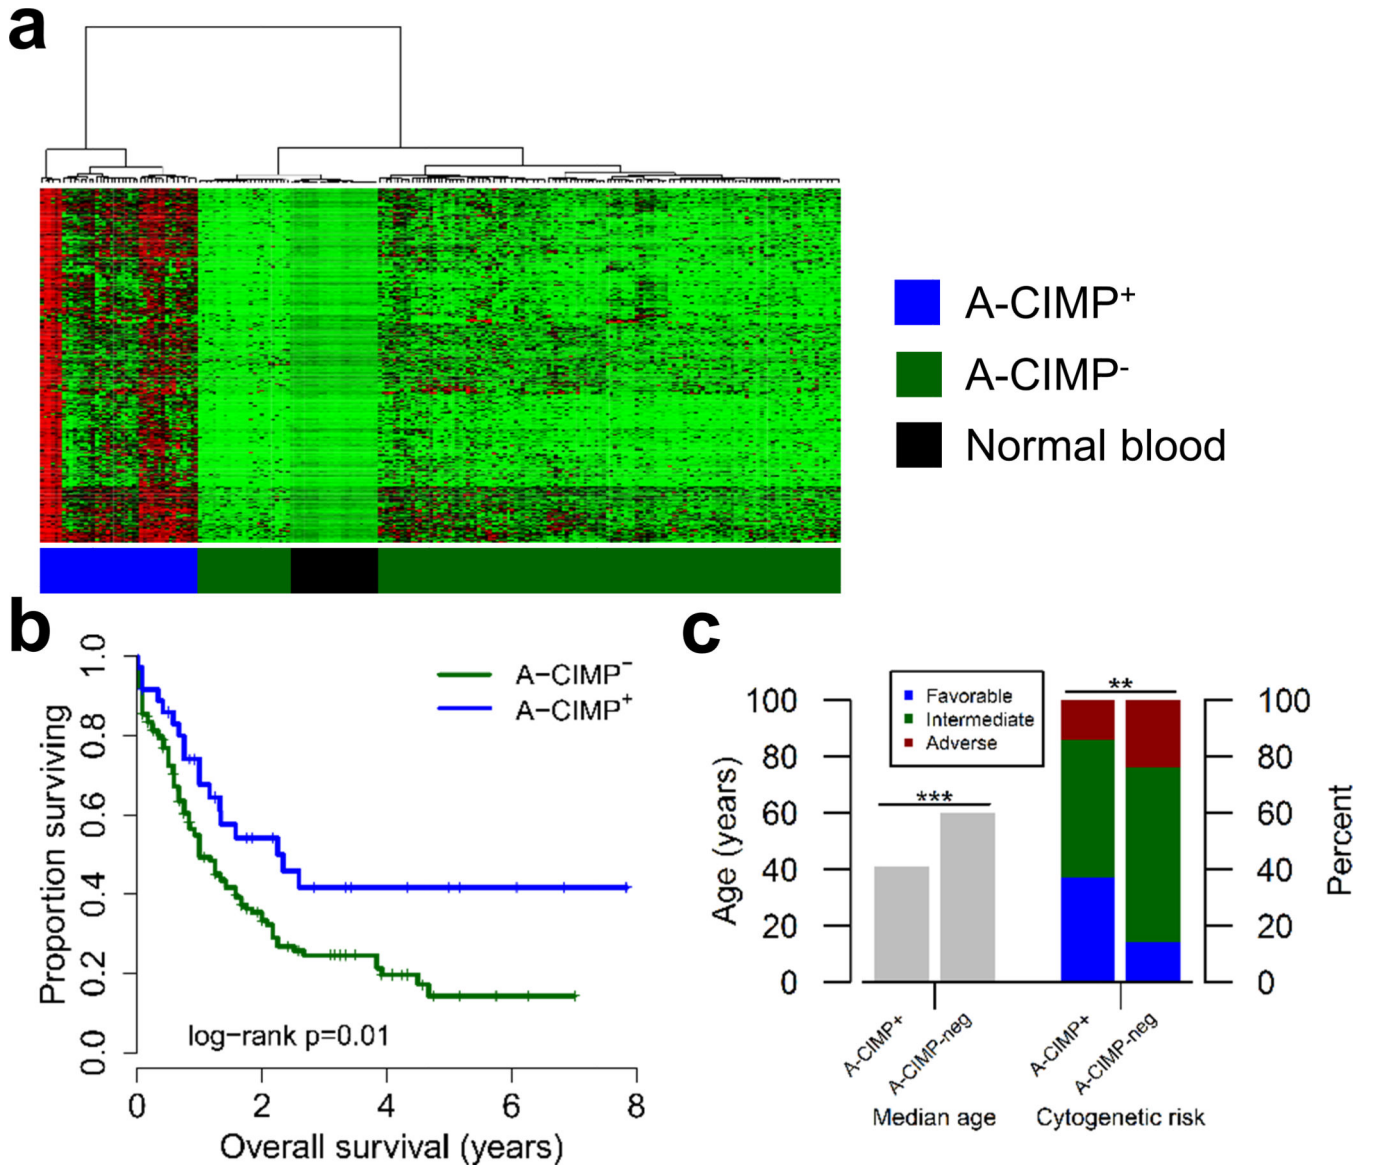 a
A-CIMP+
A-CIMP-
Normal blood
b
Proportion surviving
1.0
0.8
0.6
0.4
0.2
0.0
A−CIMP−
A−CIMP+
log−rank p=0.01
0 2 4 6 8
Overall survival (years)
c
Age (years)
100
80
60
40
20
0
Favorable
Intermediate
Adverse
***
**
100
80
60
40
20
0
Percent
A-CIMP+
A-CIMP-neg
A-CIMP+
A-CIMP-neg
Median age
Cytogenetic risk